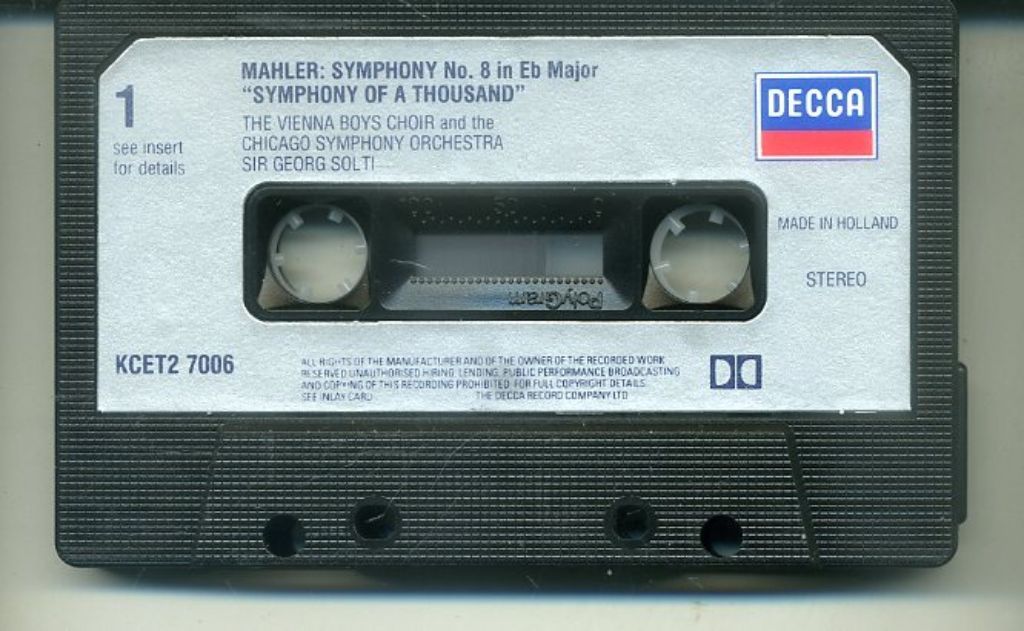 MAHLER: SYMPHONY No. 8 in Eb Major
"SYMPHONY OF A THOUSAND"
THE VIENNA BOYS CHOIR and the
CHICAGO SYMPHONY ORCHESTRA
SIR GEORG SOLTI
1
see insert
for details
DECCA
MADE IN HOLLAND
STEREO
100 50 0
PolyGram
KCET2 7006
ALL RIGHTS OF THE MANUFACTURER AND OF THE OWNER OF THE RECORDED WORK
RESERVED UNAUTHORISED HIRING, LENDING, PUBLIC PERFORMANCE BROADCASTING
AND COPYING OF THIS RECORDING PROHIBITED. FOR FULL COPYRIGHT DETAILS
SEE INLAY CARD THE DECCA RECORD COMPANY LTD